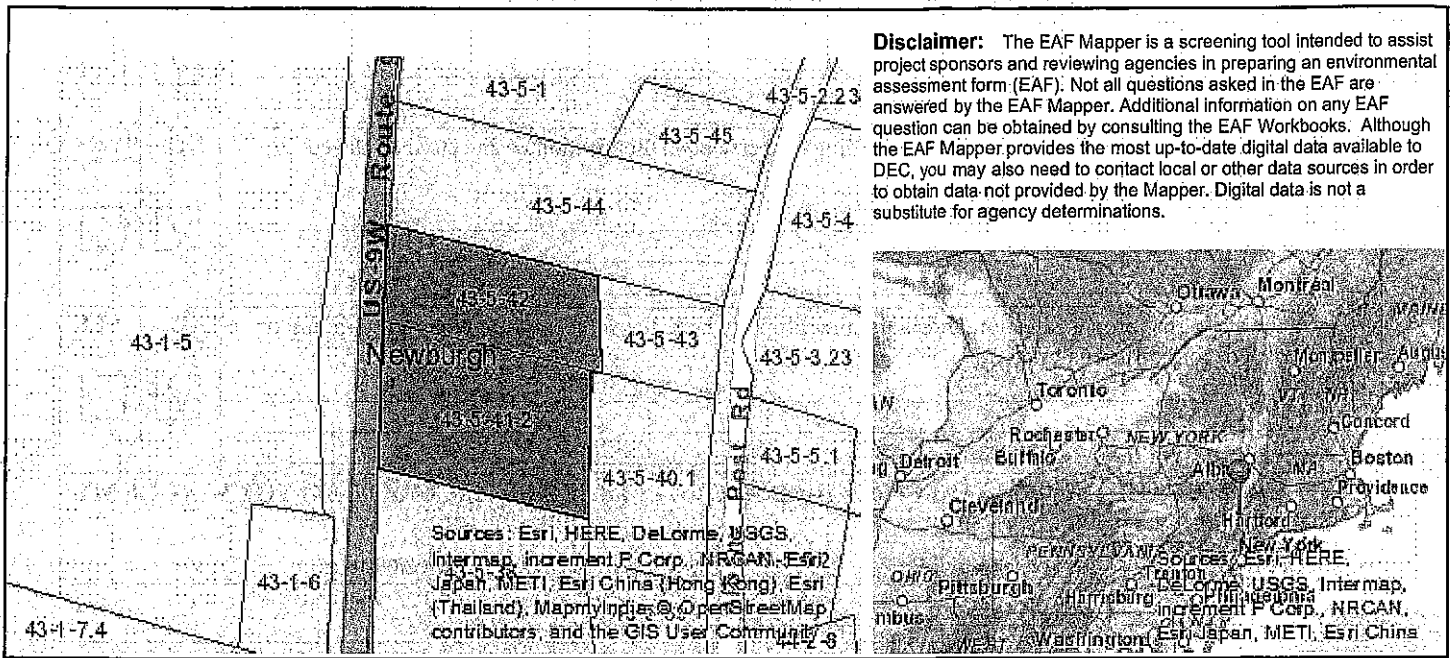 Disclaimer: The EAF Mapper is a screening tool intended to assist
project sponsors and reviewing agencies in preparing an environmental
assessment form (EAF). Not all questions asked in the EAF are
answered by the EAF Mapper. Additional information on any EAF
question can be obtained by consulting the EAF Workbooks. Although
the EAF Mapper provides the most up-to-date digital data available to
DEC, you may also need to contact local or other data sources in order
to obtain data not provided by the Mapper. Digital data is not a
substitute for agency determinations.
43-5-1
43-5-2.23
43-5-45
US-9W Route
43-5-44
43-5-4
43-5-42
43-1-5
43-5-43
Newburgh
43-5-3.23
43-5-41.2
Post Rd
43-5-5.1
43-5-40.1
43-1-6
43-1-7.4
Sources: Esri, HERE, DeLorme, USGS,
Intermap, increment P Corp., NRCAN, Esri
Japan, METI, Esri China (Hong Kong), Esri
(Thailand), MapmyIndia, © OpenStreetMap
contributors, and the GIS User Community
Ottawa
Montreal
Montpelier
Augus
Toronto
VT
Concord
Rochester
NEW YORK
Detroit
Buffalo
Boston
Providence
Cleveland
Hartford
New York
PENNSYLVANIA
OHIO
Pittsburgh
Harrisburg
Trenton
Philadelphia
Washington
Sources: Esri, HERE,
DeLorme, USGS, Intermap,
increment P Corp., NRCAN,
Esri Japan, METI, Esri China